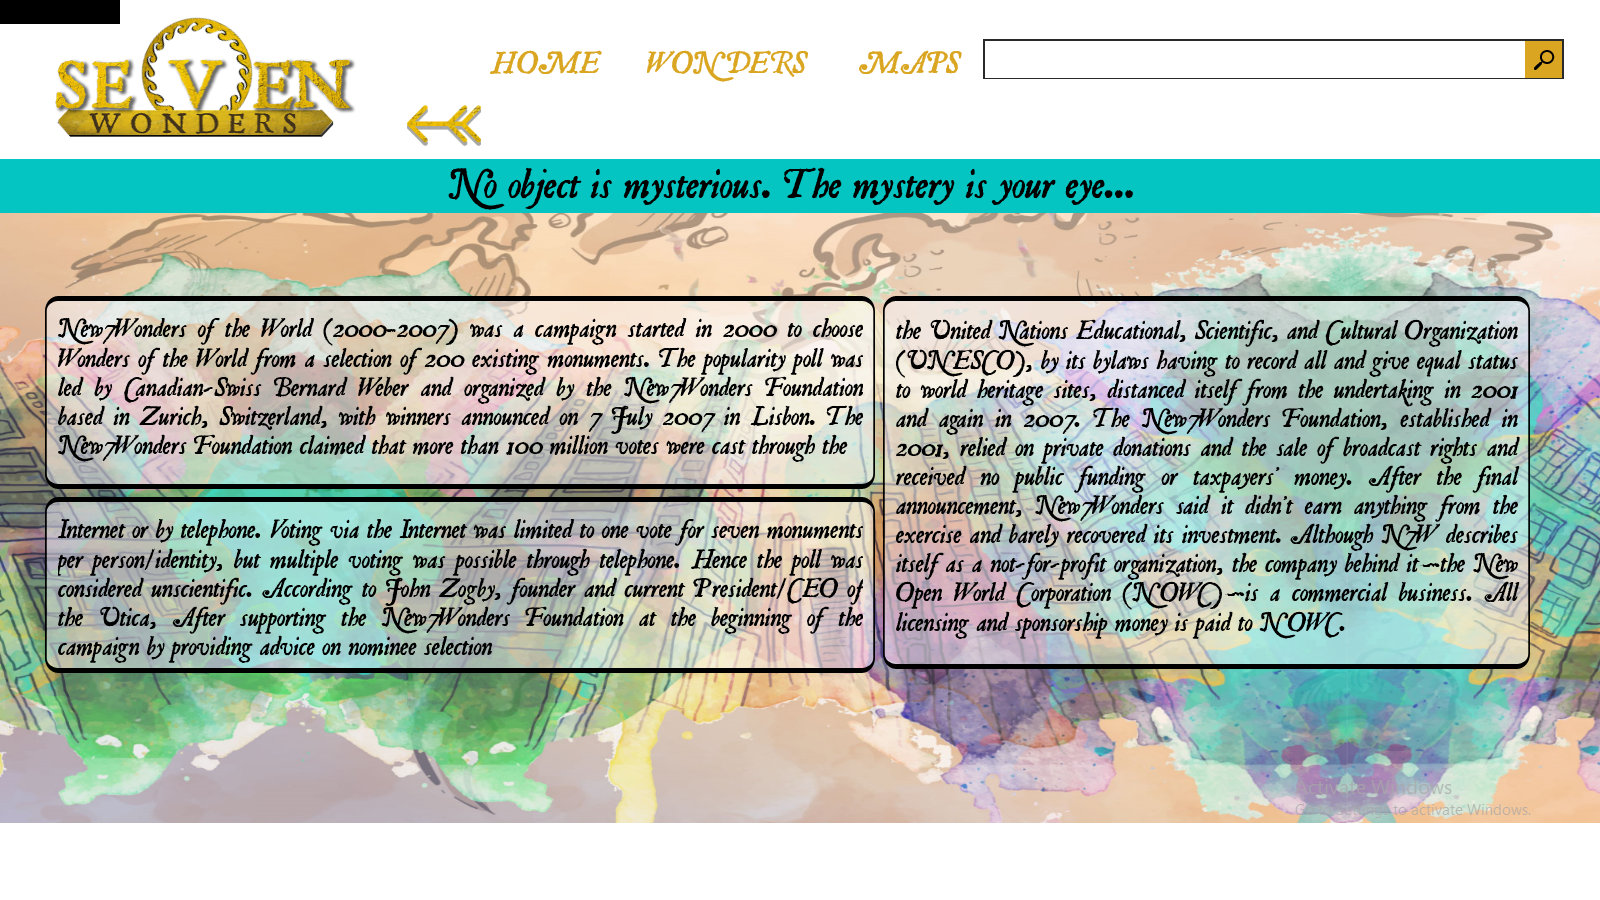 SEVEN
WONDERS
HOME WONDERS MAPS
No object is mysterious. The mystery is your eye...
New7Wonders of the World (2000-2007) was a campaign started in 2000 to choose
Wonders of the World from a selection of 200 existing monuments. The popularity poll was
led by Canadian-Swiss Bernard Weber and organized by the New7Wonders Foundation
based in Zurich, Switzerland, with winners announced on 7 July 2007 in Lisbon. The
New7Wonders Foundation claimed that more than 100 million votes were cast through the
Internet or by telephone. Voting via the Internet was limited to one vote for seven monuments
per person/identity, but multiple voting was possible through telephone. Hence the poll was
considered unscientific. According to John Zogby, founder and current President/CEO of
the Utica, After supporting the New7Wonders Foundation at the beginning of the
campaign by providing advice on nominee selection
the United Nations Educational, Scientific, and Cultural Organization
(UNESCO), by its bylaws having to record all and give equal status
to world heritage sites, distanced itself from the undertaking in 2001
and again in 2007. The New7Wonders Foundation, established in
2001, relied on private donations and the sale of broadcast rights and
received no public funding or taxpayers' money. After the final
announcement, New7Wonders said it didn't earn anything from the
exercise and barely recovered its investment. Although N7W describes
itself as a not-for-profit organization, the company behind it—the New
Open World Corporation (NOWC)—is a commercial business. All
licensing and sponsorship money is paid to NOWC.
Activate Windows
to activate Windows.